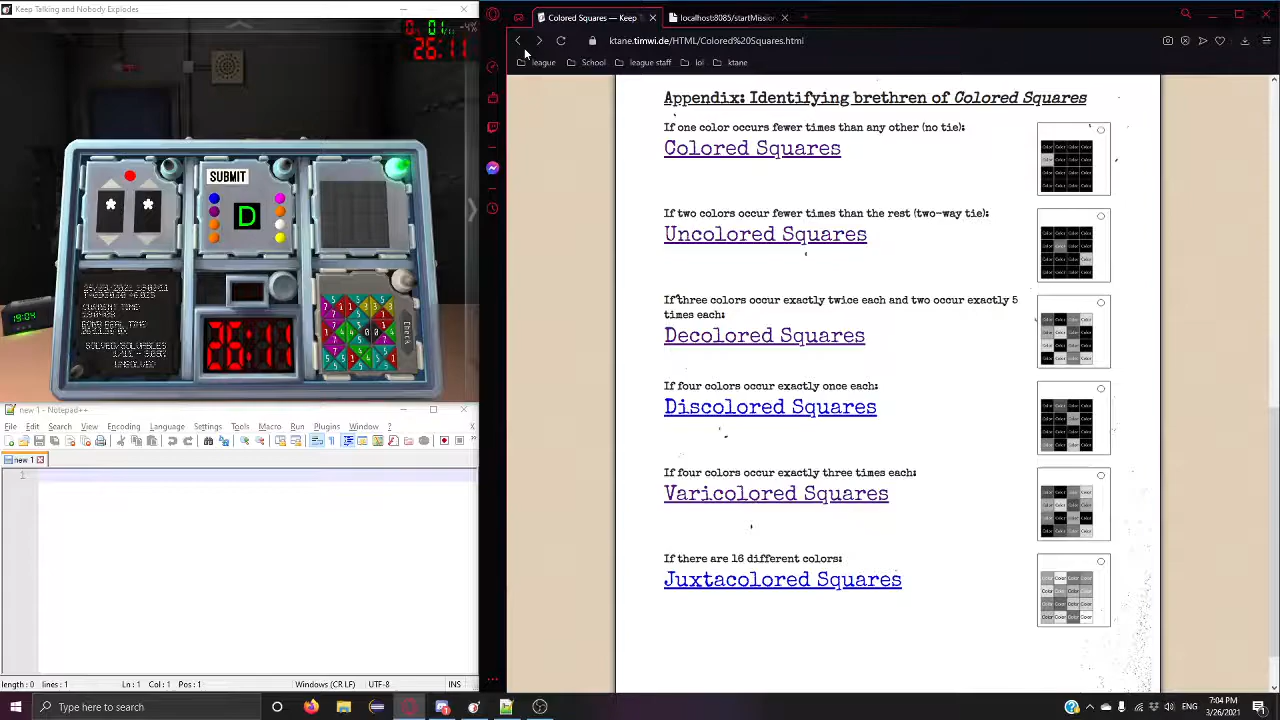 Keep Talking and Nobody Explodes
26:11
SUBMIT
D
* *
19:04
26:11
Check
new 1 - Notepad++
File Edit Search View Encoding Language Settings Tools Macro Run Plugins Window
new 1
1
length: 0 lines: 1 Ln: 1 Col: 1 Pos: 1 Windows (CR LF) UTF-8 INS
Colored Squares — Keep
localhost:8085/startMission
ktane.timwi.de/HTML/Colored%20Squares.html
league School league staff lol ktane
Appendix: Identifying brethren of Colored Squares
If one color occurs fewer times than any other (no tie):
Colored Squares
If two colors occur fewer times than the rest (two-way tie):
Uncolored Squares
If three colors occur exactly twice each and two occur exactly 5
times each:
Decolored Squares
If four colors occur exactly once each:
Discolored Squares
If four colors occur exactly three times each:
Varicolored Squares
If there are 16 different colors:
Juxtacolored Squares
Type here to search
ENG
7:04 PM
3/26/2021